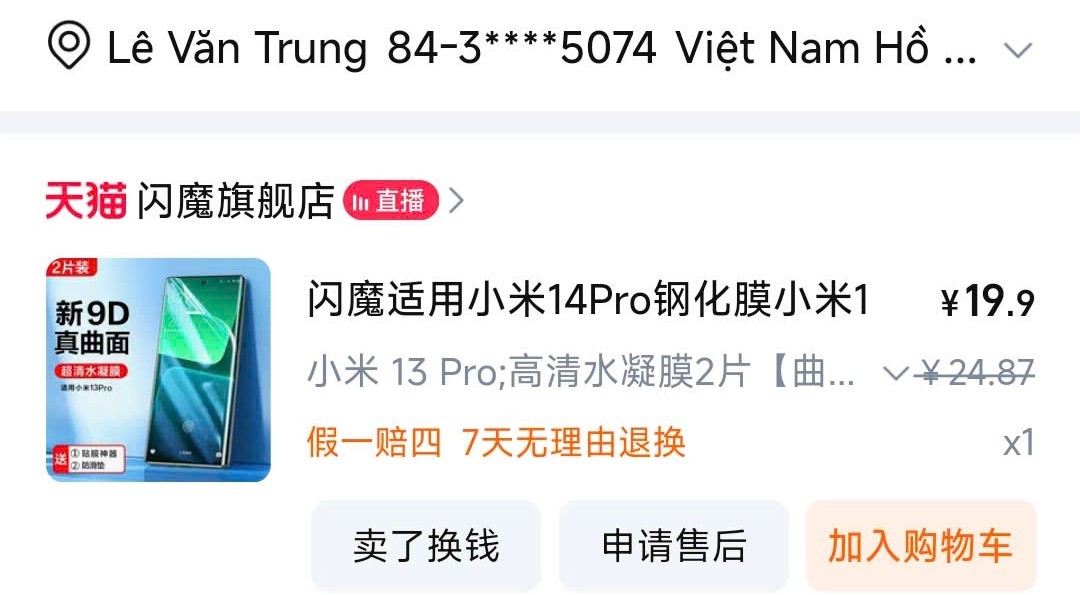 Lê Văn Trung 84-3****5074 Việt Nam Hồ ...
天猫 闪魔旗舰店 直播
2片装
新9D
真曲面
超清水凝膜
适用小米13Pro
送 ①贴膜神器
②防滑垫
闪魔适用小米14Pro钢化膜小米1 ¥19.9
小米 13 Pro;高清水凝膜2片【曲... ¥24.87
假一赔四 7天无理由退换 x1
卖了换钱 申请售后 加入购物车